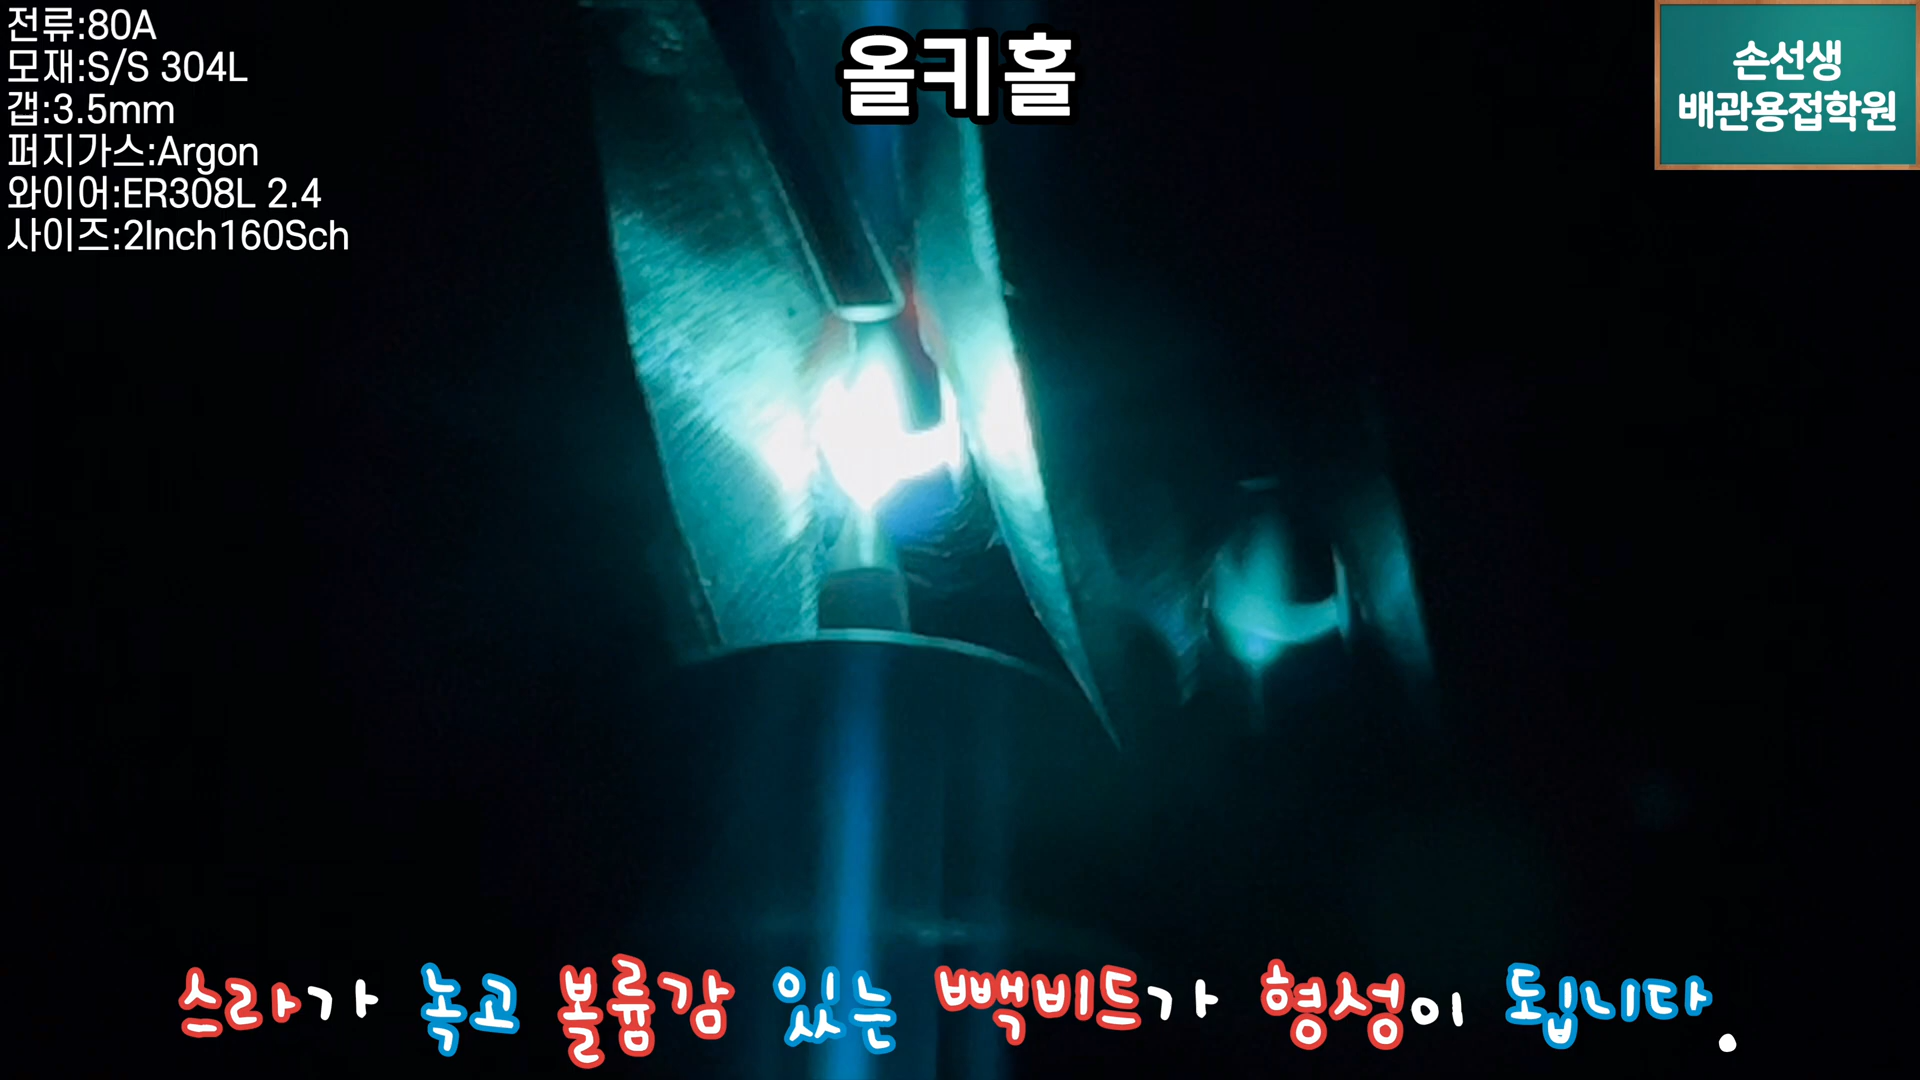 전류:80A
모재:S/S 304L
갭:3.5mm
퍼지가스:Argon
와이어:ER308L 2.4
사이즈:2Inch160Sch
올키홀
손선생
배관용접학원
스라가 녹고 볼륨감 있는 빽비드가 형성이 됩니다.